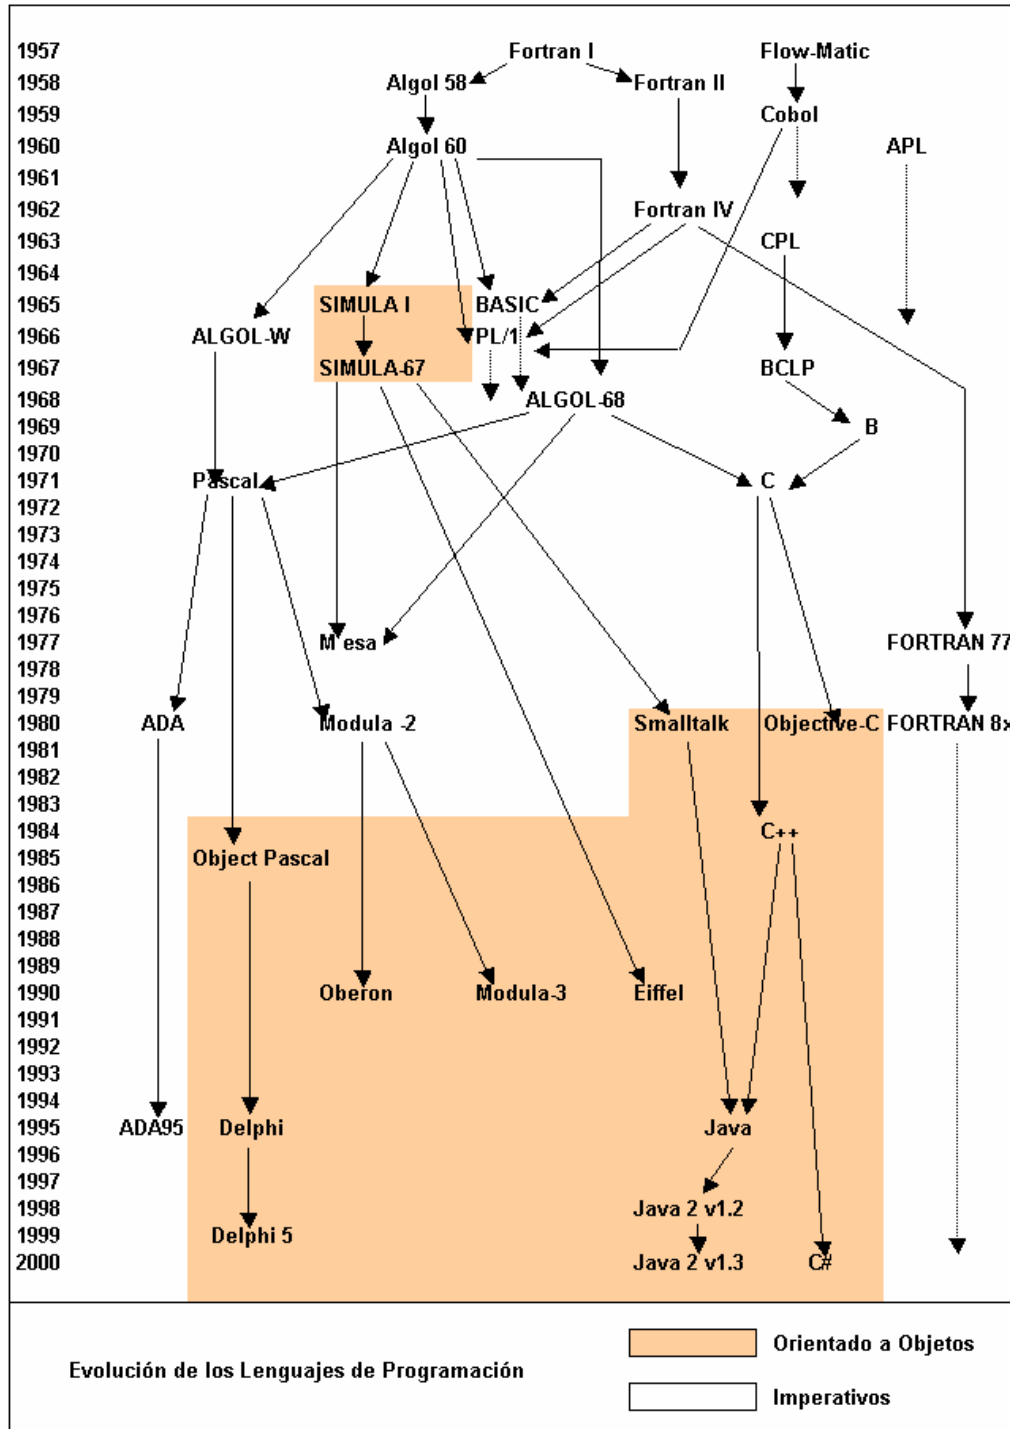 1957 Fortran I Flow-Matic
1958 Algol 58 Fortran II
1959 Cobol
1960 Algol 60 APL
1961
1962 Fortran IV
1963 CPL
1964
1965 SIMULA I BASIC
1966 ALGOL-W PL/1
1967 SIMULA-67 BCLP
1968 ALGOL-68
1969 B
1970
1971 Pascal C
1972
1973
1974
1975
1976
1977 M esa FORTRAN 77
1978
1979
1980 ADA Modula -2 Smalltalk Objective-C FORTRAN 8x
1981
1982
1983
1984 C++
1985 Object Pascal
1986
1987
1988
1989
1990 Oberon Modula-3 Eiffel
1991
1992
1993
1994
1995 ADA95 Delphi Java
1996
1997
1998 Java 2 v1.2
1999 Delphi 5
2000 Java 2 v1.3 C#
Orientado a Objetos
Evolución de los Lenguajes de Programación
Imperativos